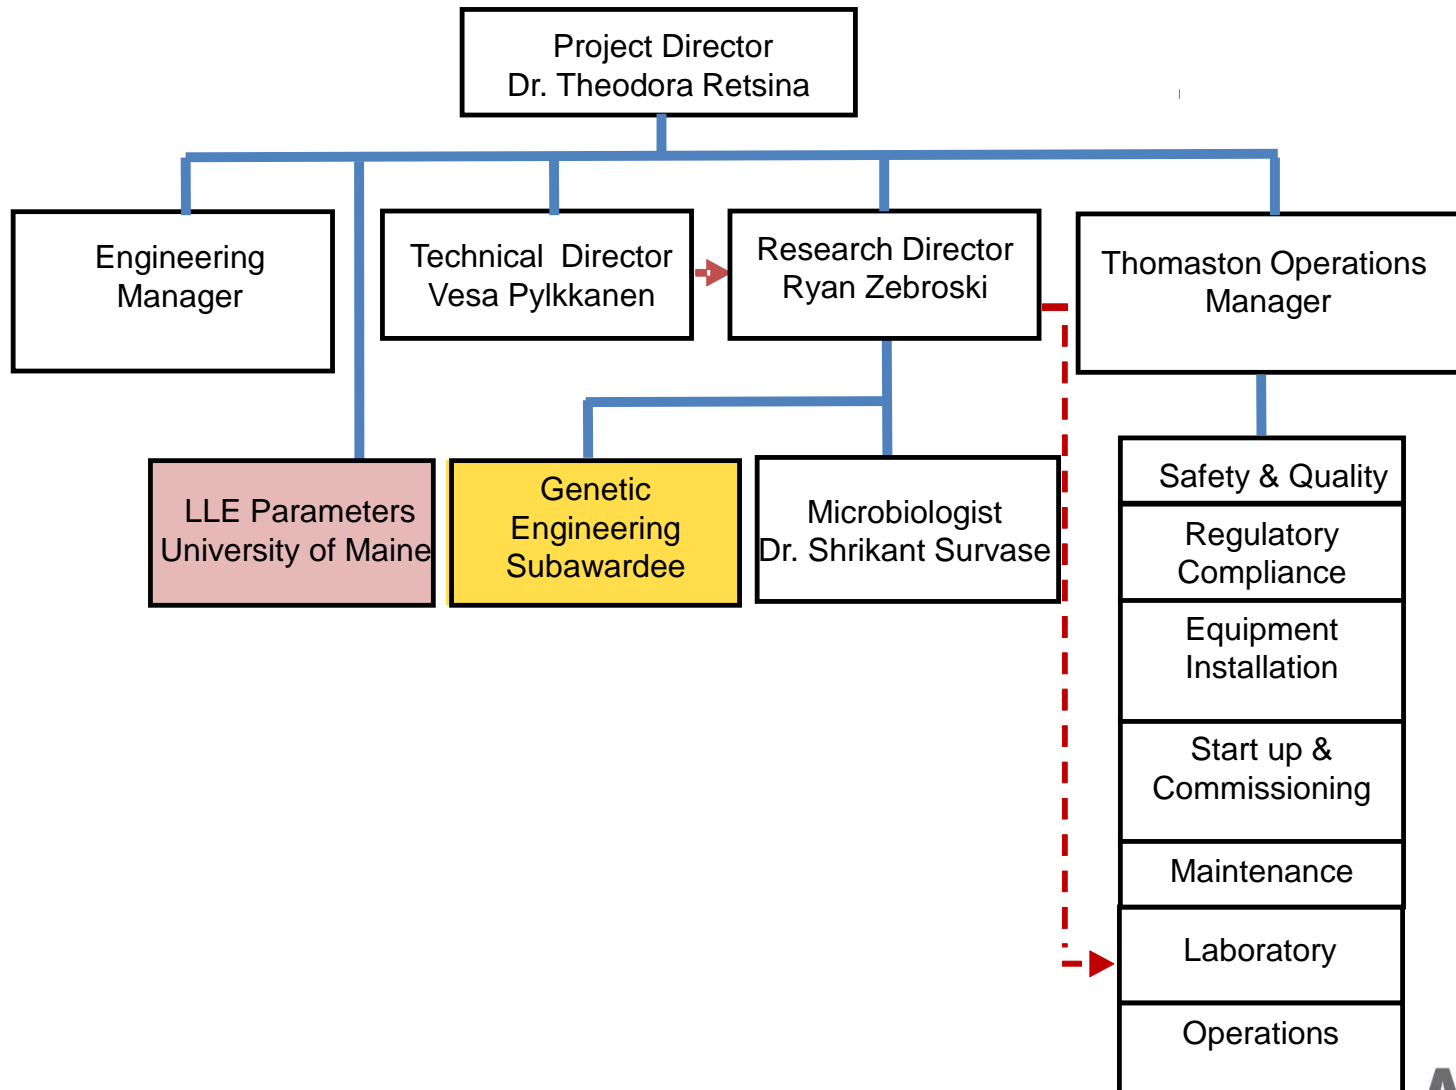 Project Director
Dr. Theodora Retsina
Engineering
Manager
Technical Director
Vesa Pylkkanen
Research Director
Ryan Zebroski
Thomaston Operations
Manager
LLE Parameters
University of Maine
Genetic
Engineering
Subawardee
Microbiologist
Dr. Shrikant Survase
Safety & Quality
Regulatory
Compliance
Equipment
Installation
Start up &
Commissioning
Maintenance
Laboratory
Operations